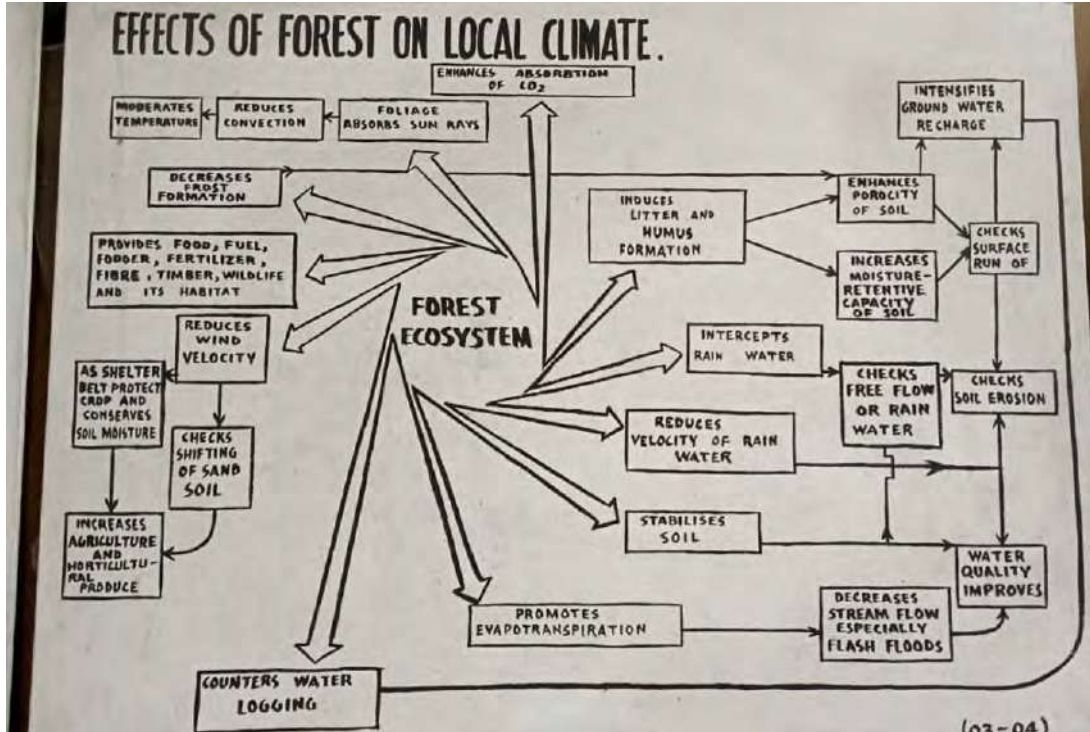 EFFECTS OF FOREST ON LOCAL CLIMATE.
ENHANCES ABSORBTION
OF CO2
MODERATES
TEMPERATURE
REDUCES
CONVECTION
FOLIAGE
ABSORBS SUN RAYS
INTENSIFIES
GROUND WATER
RECHARGE
DECREASES
FROST
FORMATION
INDUCES
LITTER AND
HUMUS
FORMATION
ENHANCES
POROCITY
OF SOIL
CHECKS
SURFACE
RUN OF
PROVIDES FOOD, FUEL,
FODDER, FERTILIZER,
FIBRE, TIMBER, WILDLIFE
AND ITS HABITAT
INCREASES
MOISTURE-
RETENTIVE
CAPACITY
OF SOIL
FOREST
ECOSYSTEM
REDUCES
WIND
VELOCITY
INTERCEPTS
RAIN WATER
AS SHELTER
BELT PROTECT
CROP AND
CONSERVES
SOIL MOISTURE
CHECKS
FREE FLOW
OR RAIN
WATER
CHECKS
SOIL EROSION
CHECKS
SHIFTING
OF SAND
SOIL
REDUCES
VELOCITY OF RAIN
WATER
INCREASES
AGRICULTURE
AND
HORTICULTU-
RAL
PRODUCE
STABILISES
SOIL
WATER
QUALITY
IMPROVES
PROMOTES
EVAPOTRANSPIRATION
DECREASES
STREAM FLOW
ESPECIALLY
FLASH FLOODS
COUNTERS WATER
LOGGING
(03-04)